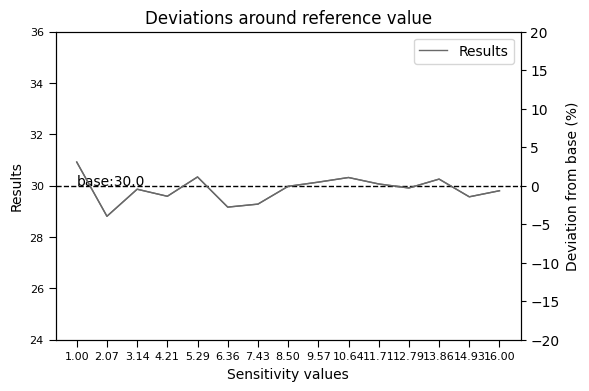 Deviations around reference value
Results
36
34
32
30
28
26
24
base:30.0
Results
20
15
10
5
0
−5
−10
−15
−20
Deviation from base (%)
1.00 2.07 3.14 4.21 5.29 6.36 7.43 8.50 9.57 10.64 11.71 12.79 13.86 14.93 16.00
Sensitivity values